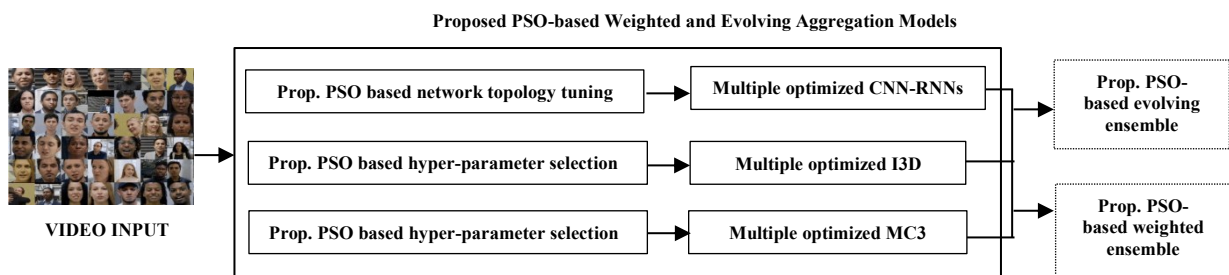 Proposed PSO-based Weighted and Evolving Aggregation Models
VIDEO INPUT
Prop. PSO based network topology tuning
Multiple optimized CNN-RNNs
Prop. PSO based hyper-parameter selection
Multiple optimized I3D
Prop. PSO based hyper-parameter selection
Multiple optimized MC3
Prop. PSO-
based evolving
ensemble
Prop. PSO-
based weighted
ensemble